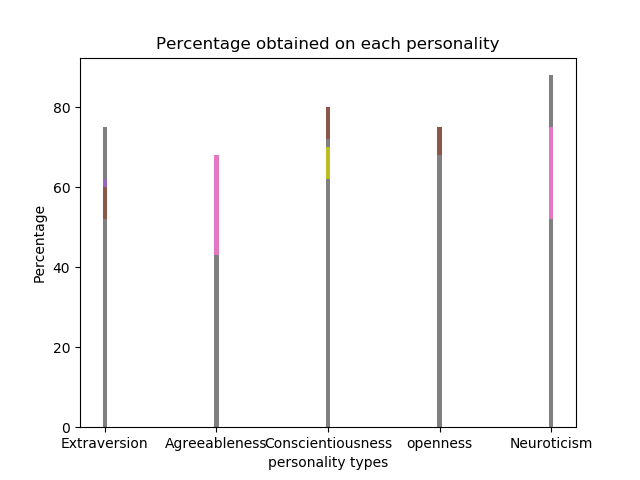 Percentage obtained on each personality
Percentage
80
60
40
20
0
Extraversion Agreeableness Conscientiousness openness Neuroticism
personality types